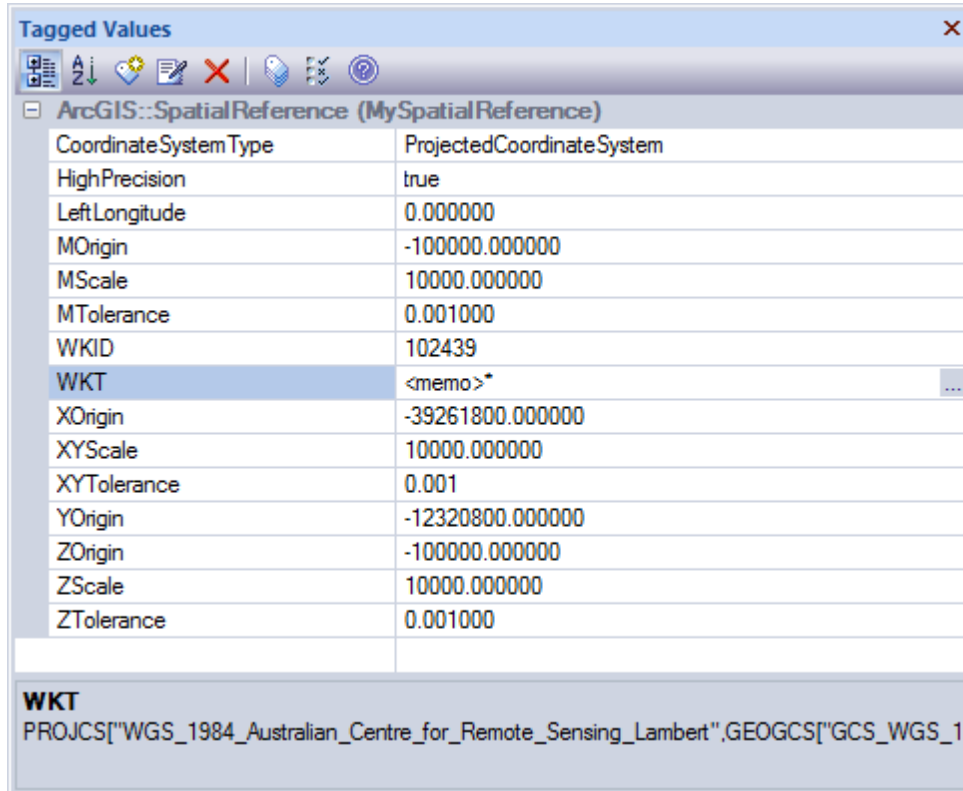 Tagged Values
ArcGIS::SpatialReference (MySpatialReference)
CoordinateSystemType ProjectedCoordinateSystem
HighPrecision true
LeftLongitude 0.000000
MOrigin -100000.000000
MScale 10000.000000
MTolerance 0.001000
WKID 102439
WKT <memo>* ...
XOrigin -39261800.000000
XYScale 10000.000000
XYTolerance 0.001
YOrigin -12320800.000000
ZOrigin -100000.000000
ZScale 10000.000000
ZTolerance 0.001000
WKT
PROJCS["WGS_1984_Australian_Centre_for_Remote_Sensing_Lambert",GEOGCS["GCS_WGS_1